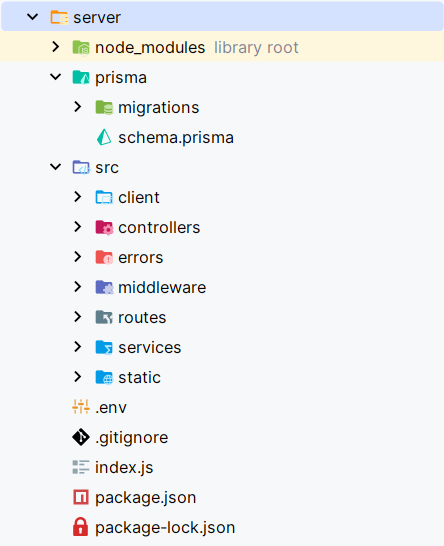 server
node_modules library root
prisma
migrations
schema.prisma
src
client
controllers
errors
middleware
routes
services
static
.env
.gitignore
index.js
package.json
package-lock.json